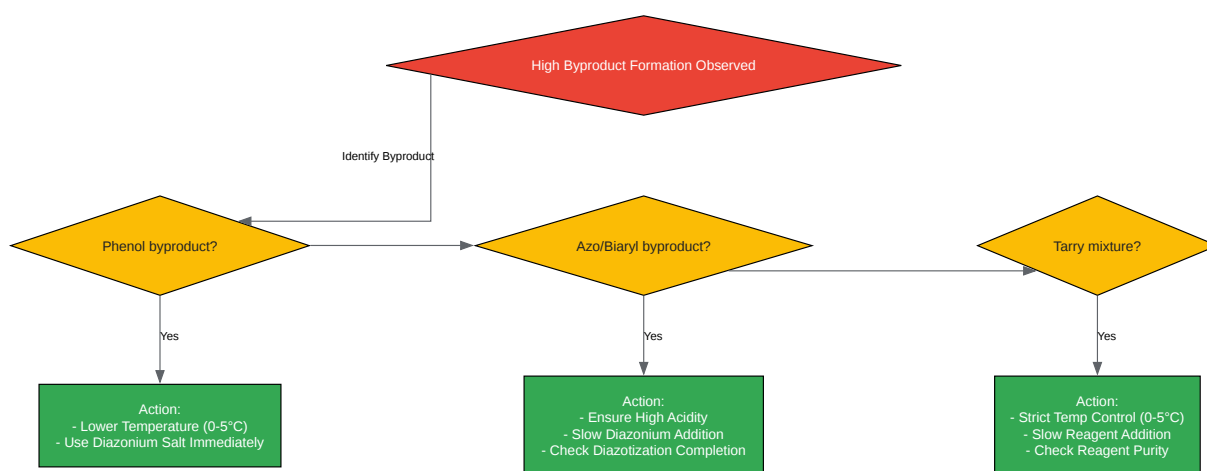 High Byproduct Formation Observed
Identify Byproduct
Phenol byproduct?
Azo/Biaryl byproduct?
Tarry mixture?
Yes
Yes
Yes
Action:
- Lower Temperature (0-5°C)
- Use Diazonium Salt Immediately
Action:
- Ensure High Acidity
- Slow Diazonium Addition
- Check Diazotization Completion
Action:
- Strict Temp Control (0-5°C)
- Slow Reagent Addition
- Check Reagent Purity